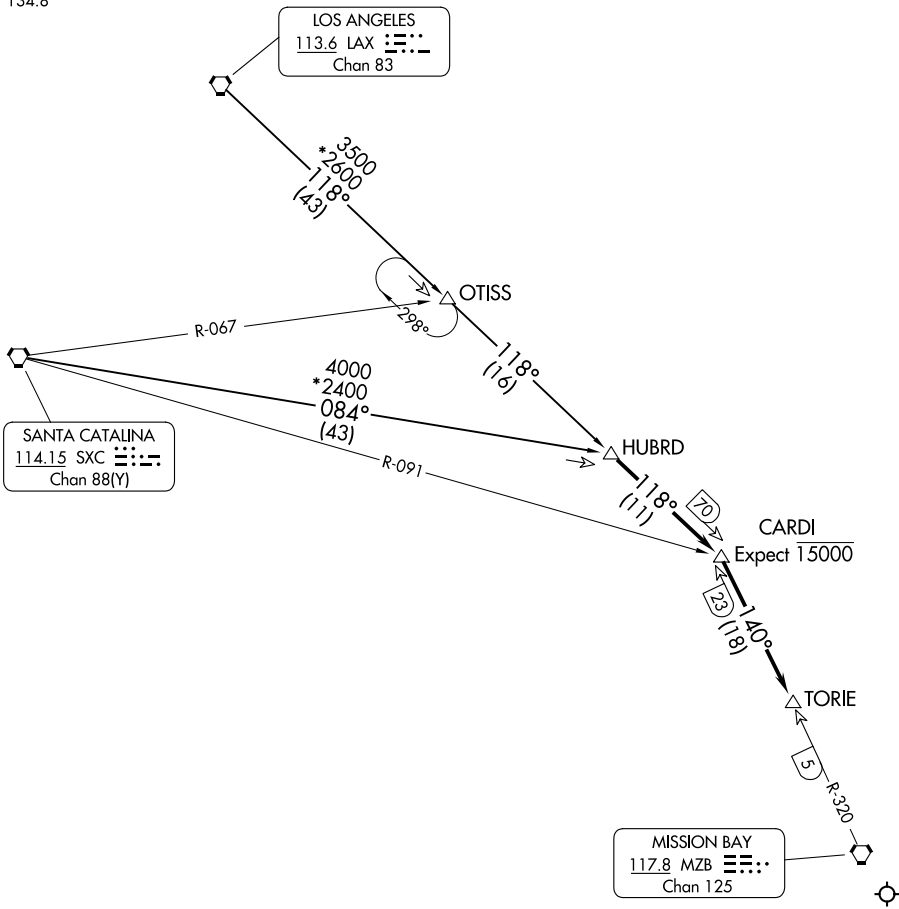 134.8
LOS ANGELES
113.6 LAX
Chan 83
3500
*2600
118°
(43)
OTISS
298°
R-067
118°
(16)
4000
*2400
084°
(43)
SANTA CATALINA
114.15 SXC
Chan 88(Y)
R-091
HUBRD
118°
(11)
70
CARDI
Expect 15000
23
140°
(18)
TORIE
5
R-320
MISSION BAY
117.8 MZB
Chan 125